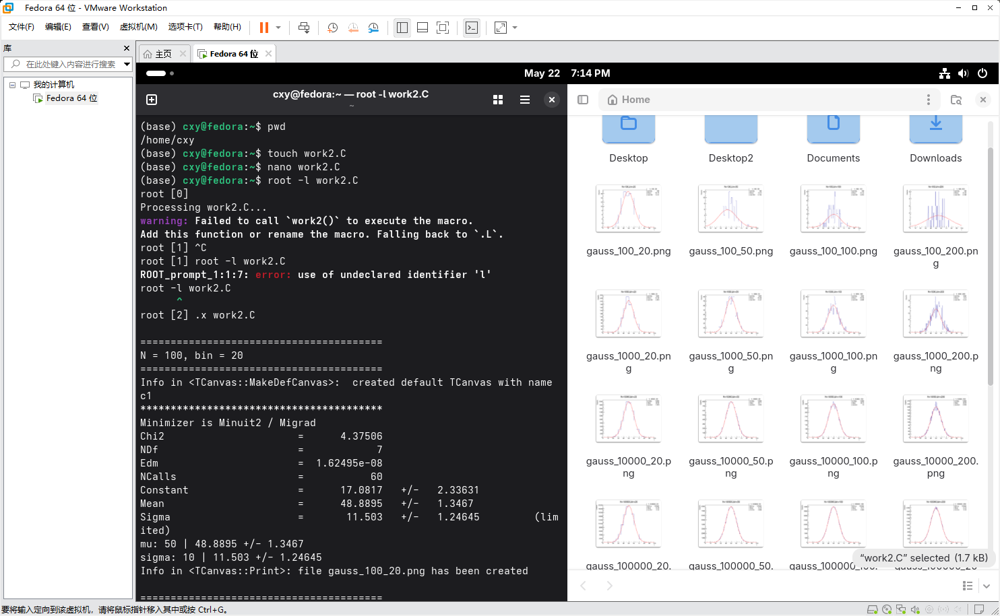 Fedora 64 位 - VMware Workstation
文件(F) 编辑(E) 查看(V) 虚拟机(M) 选项卡(T) 帮助(H)
库
在此处键入内容进行搜索
我的计算机
Fedora 64 位
主页
Fedora 64 位
May 22 7:14 PM
cxy@fedora:~ — root -l work2.C
~
(base) cxy@fedora:~$ pwd
/home/cxy
(base) cxy@fedora:~$ touch work2.C
(base) cxy@fedora:~$ nano work2.C
(base) cxy@fedora:~$ root -l work2.C
root [0]
Processing work2.C...
warning: Failed to call `work2()` to execute the macro.
Add this function or rename the macro. Falling back to `.L`.
root [1] ^C
root [1] root -l work2.C
ROOT_prompt_1:1:7: error: use of undeclared identifier 'l'
root -l work2.C
^
root [2] .x work2.C
========================================
N = 100, bin = 20
========================================
Info in <TCanvas::MakeDefCanvas>:  created default TCanvas with name
c1
****************************************
Minimizer is Minuit2 / Migrad
Chi2 = 4.37506
NDf = 7
Edm = 1.62495e-08
NCalls = 60
Constant = 17.0817 +/- 2.33631
Mean = 48.8895 +/- 1.3467
Sigma = 11.503 +/- 1.24645 (lim
ited)
mu: 50 | 48.8895 +/- 1.3467
sigma: 10 | 11.503 +/- 1.24645
Info in <TCanvas::Print>: file gauss_100_20.png has been created
========================================
Home
Desktop
Desktop2
Documents
Downloads
gauss_100_20.png
gauss_100_50.png
gauss_100_100.png
gauss_100_200.pn
g
gauss_1000_20.pn
g
gauss_1000_50.pn
g
gauss_1000_100.pn
g
gauss_1000_200.p
ng
gauss_10000_20.p
ng
gauss_10000_50.p
ng
gauss_10000_100.p
ng
gauss_10000_200.
png
gauss_100000_20.
gauss_100000_50.
“work2.C” selected (1.7 kB)
要将输入定向到该虚拟机，请将鼠标指针移入其中或按 Ctrl+G。